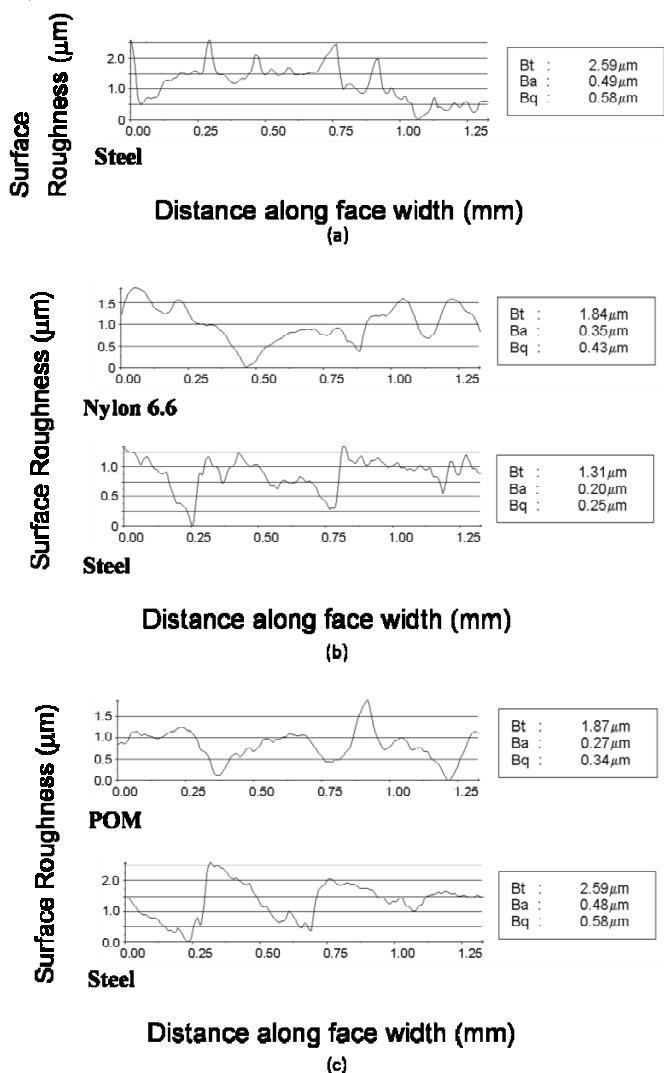 Surface
Roughness (μm)
2.0
1.5
1.0
0.5
0
0.00 0.25 0.50 0.75 1.00 1.25
Steel
Bt : 2.59μm
Ba : 0.49μm
Bq : 0.58μm
Distance along face width (mm)
(a)
Surface Roughness (μm)
1.5
1.0
0.5
0
0.00 0.25 0.50 0.75 1.00 1.25
Nylon 6.6
Bt : 1.84μm
Ba : 0.35μm
Bq : 0.43μm
1.0
0.5
0
0.00 0.25 0.50 0.75 1.00 1.25
Steel
Bt : 1.31μm
Ba : 0.20μm
Bq : 0.25μm
Distance along face width (mm)
(b)
Surface Roughness (μm)
1.5
1.0
0.5
0.0
0.00 0.25 0.50 0.75 1.00 1.25
POM
Bt : 1.87μm
Ba : 0.27μm
Bq : 0.34μm
2.0
1.0
0
0.00 0.25 0.50 0.75 1.00 1.25
Steel
Bt : 2.59μm
Ba : 0.48μm
Bq : 0.58μm
Distance along face width (mm)
(c)